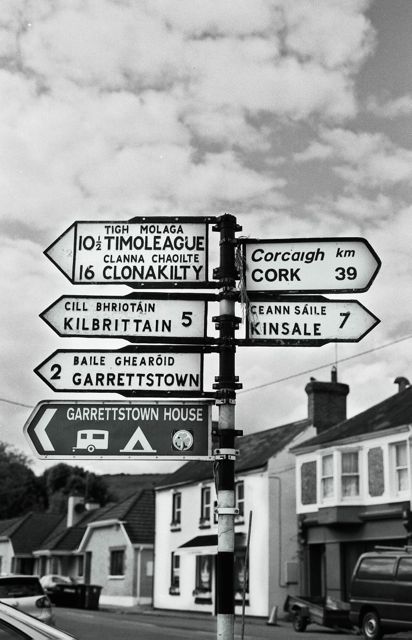 TIGH MOLAGA
10½ TIMOLEAGUE
CLANNA CHAOILTE
16 CLONAKILTY
Corcaigh km
CORK 39
CILL BHRIOTÁIN
KILBRITTAIN 5
CEANN SÁILE
KINSALE 7
BAILE GHEARÓID
2 GARRETTSTOWN
GARRETTSTOWN HOUSE